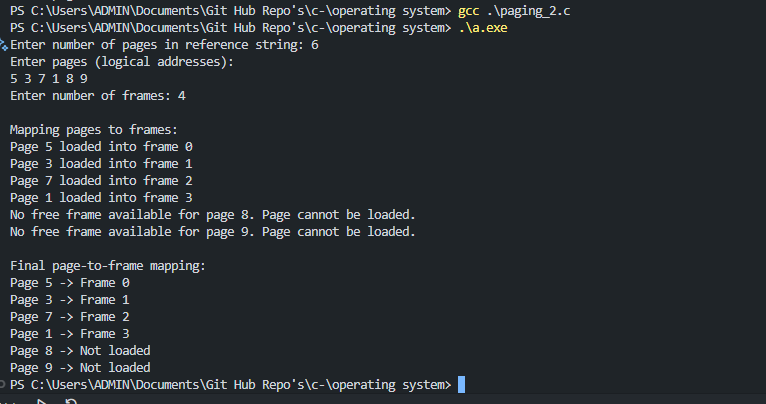 PS C:\Users\ADMIN\Documents\Git Hub Repo's\c-\operating system> gcc .\paging_2.c
PS C:\Users\ADMIN\Documents\Git Hub Repo's\c-\operating system> .\a.exe
Enter number of pages in reference string: 6
Enter pages (logical addresses):
5 3 7 1 8 9
Enter number of frames: 4

Mapping pages to frames:
Page 5 loaded into frame 0
Page 3 loaded into frame 1
Page 7 loaded into frame 2
Page 1 loaded into frame 3
No free frame available for page 8. Page cannot be loaded.
No free frame available for page 9. Page cannot be loaded.

Final page-to-frame mapping:
Page 5 -> Frame 0
Page 3 -> Frame 1
Page 7 -> Frame 2
Page 1 -> Frame 3
Page 8 -> Not loaded
Page 9 -> Not loaded
PS C:\Users\ADMIN\Documents\Git Hub Repo's\c-\operating system>